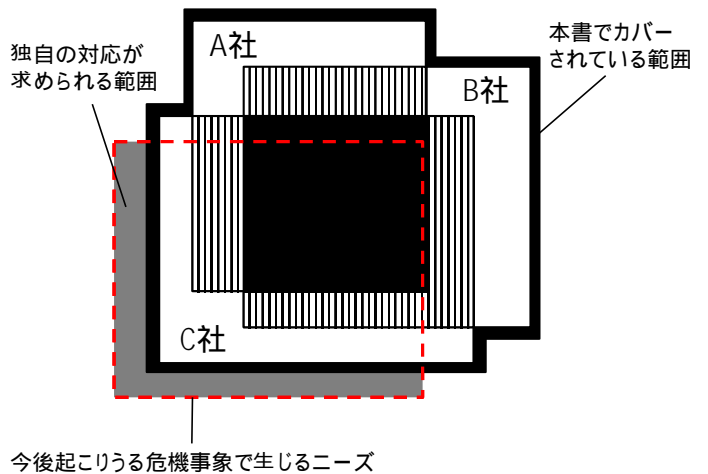 独自の対応が
求められる範囲
A社
本書でカバー
されている範囲
B社
C社
今後起こりうる危機事象で生じるニーズ